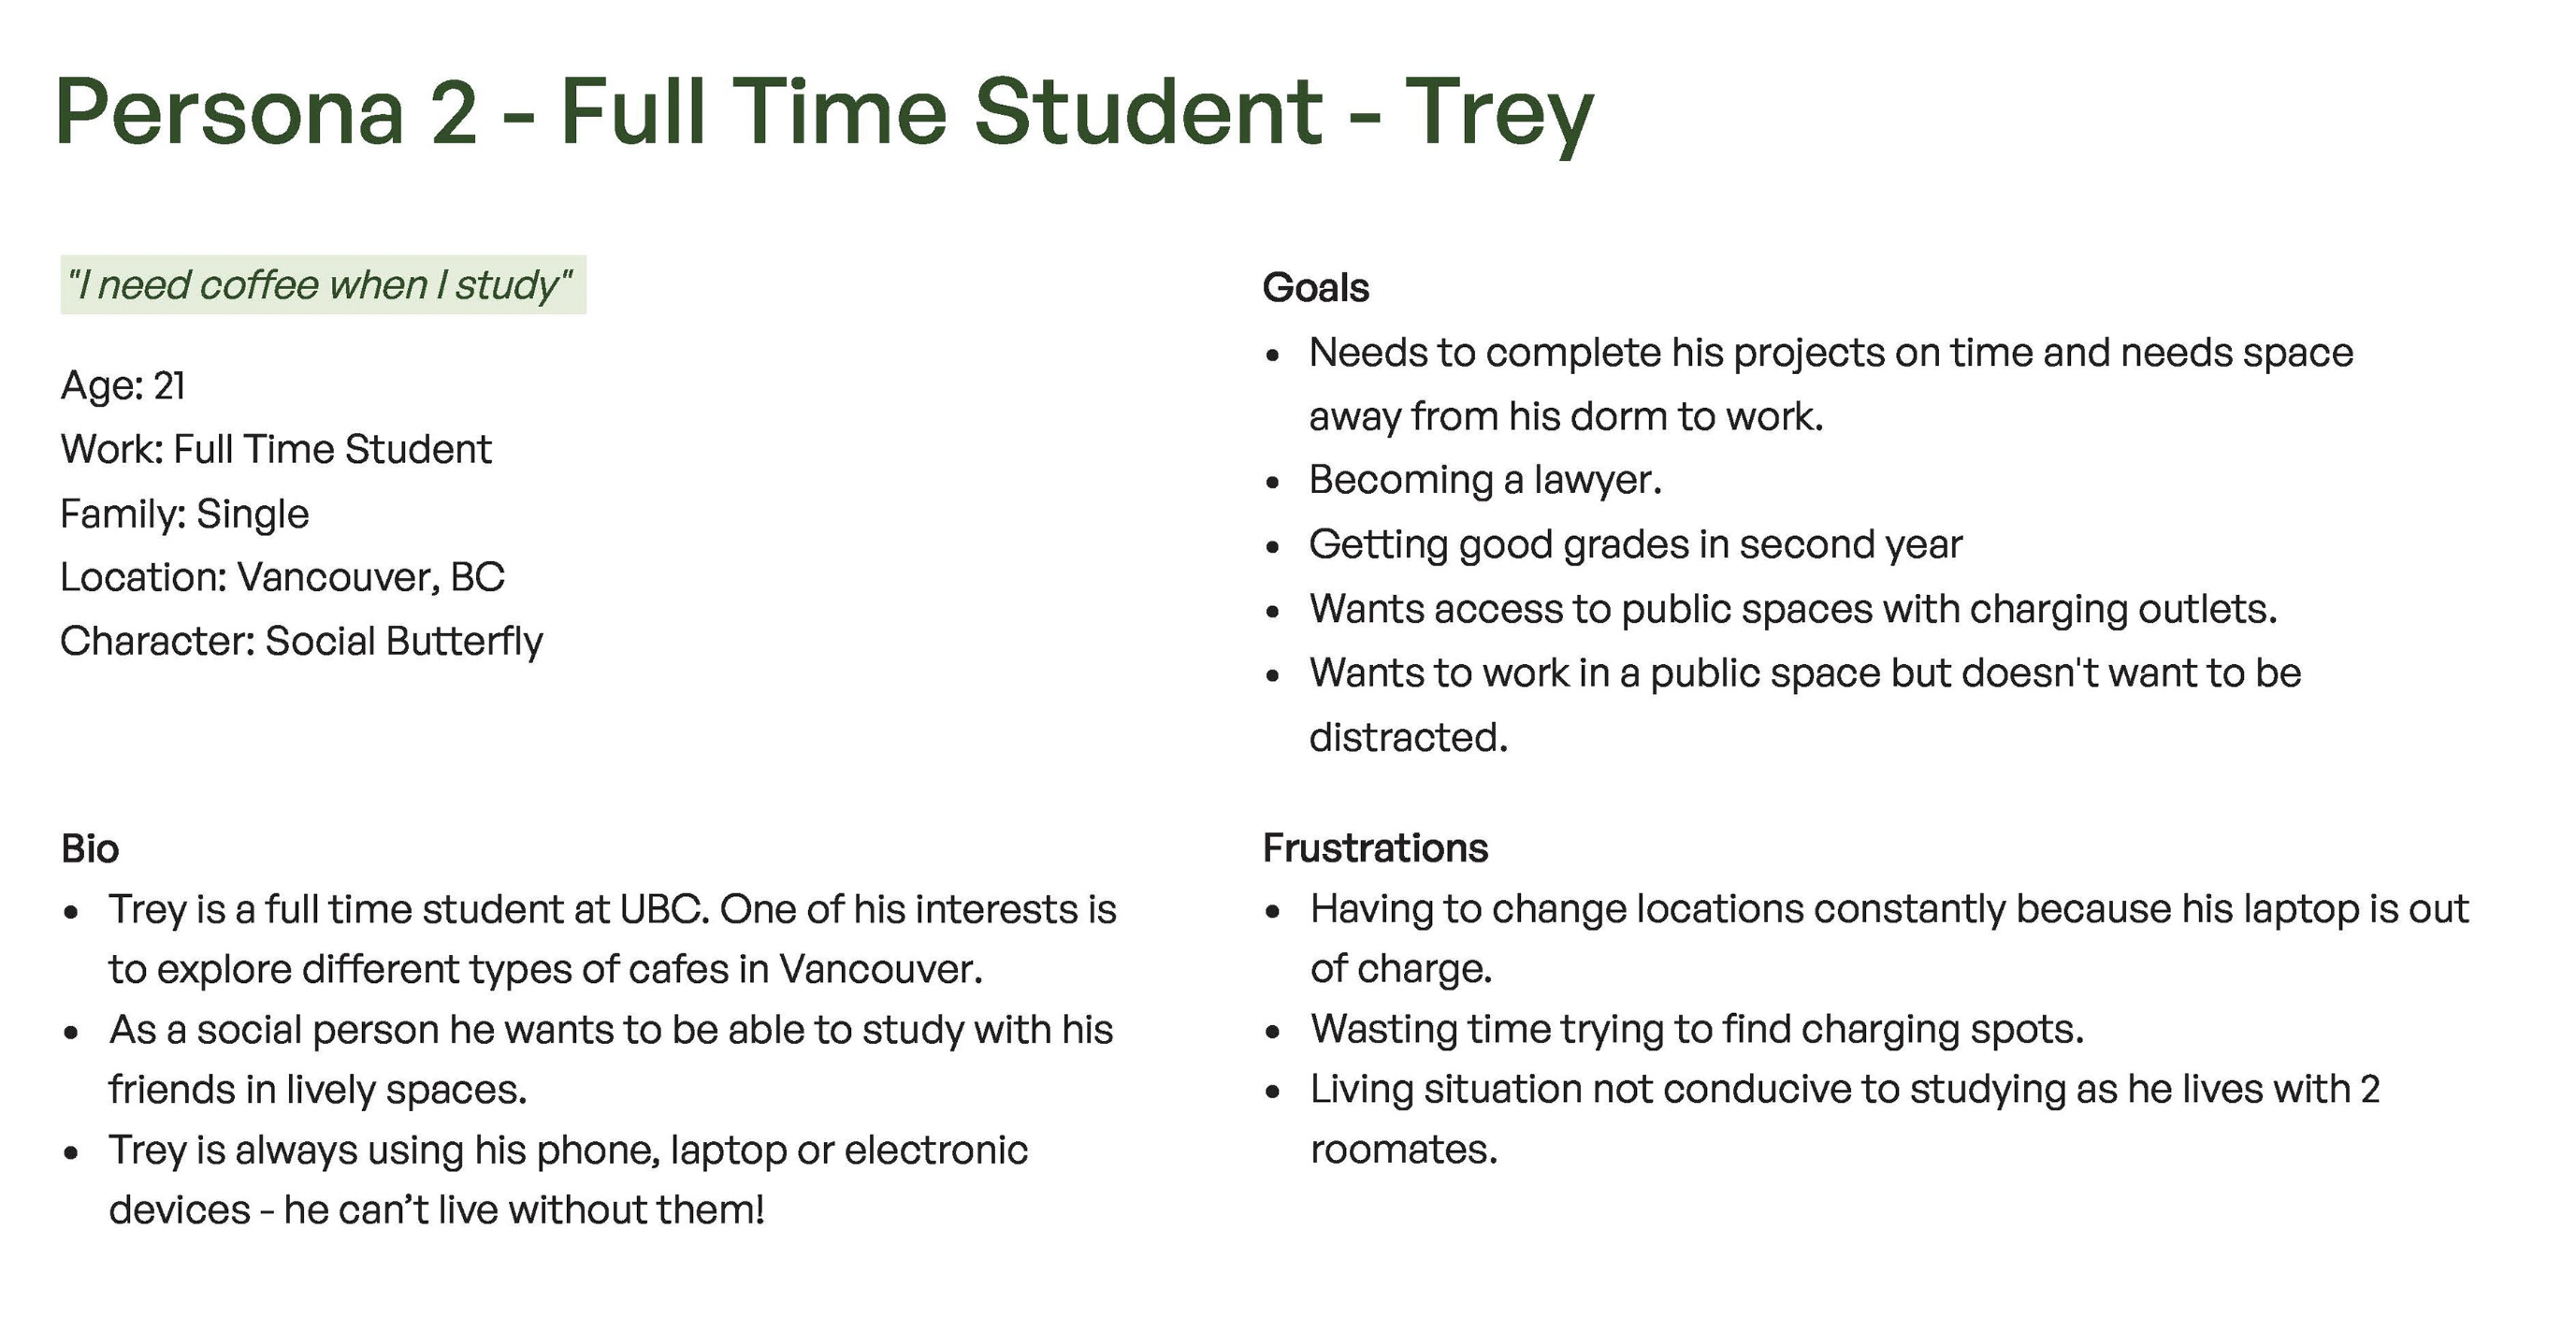 Persona 2 - Full Time Student - Trey
"I need coffee when I study"
Age: 21
Work: Full Time Student
Family: Single
Location: Vancouver, BC
Character: Social Butterfly
Goals
• Needs to complete his projects on time and needs space
away from his dorm to work.
• Becoming a lawyer.
• Getting good grades in second year
• Wants access to public spaces with charging outlets.
• Wants to work in a public space but doesn't want to be
distracted.
Bio
• Trey is a full time student at UBC. One of his interests is
to explore different types of cafes in Vancouver.
• As a social person he wants to be able to study with his
friends in lively spaces.
• Trey is always using his phone, laptop or electronic
devices - he can’t live without them!
Frustrations
• Having to change locations constantly because his laptop is out
of charge.
• Wasting time trying to find charging spots.
• Living situation not conducive to studying as he lives with 2
roomates.